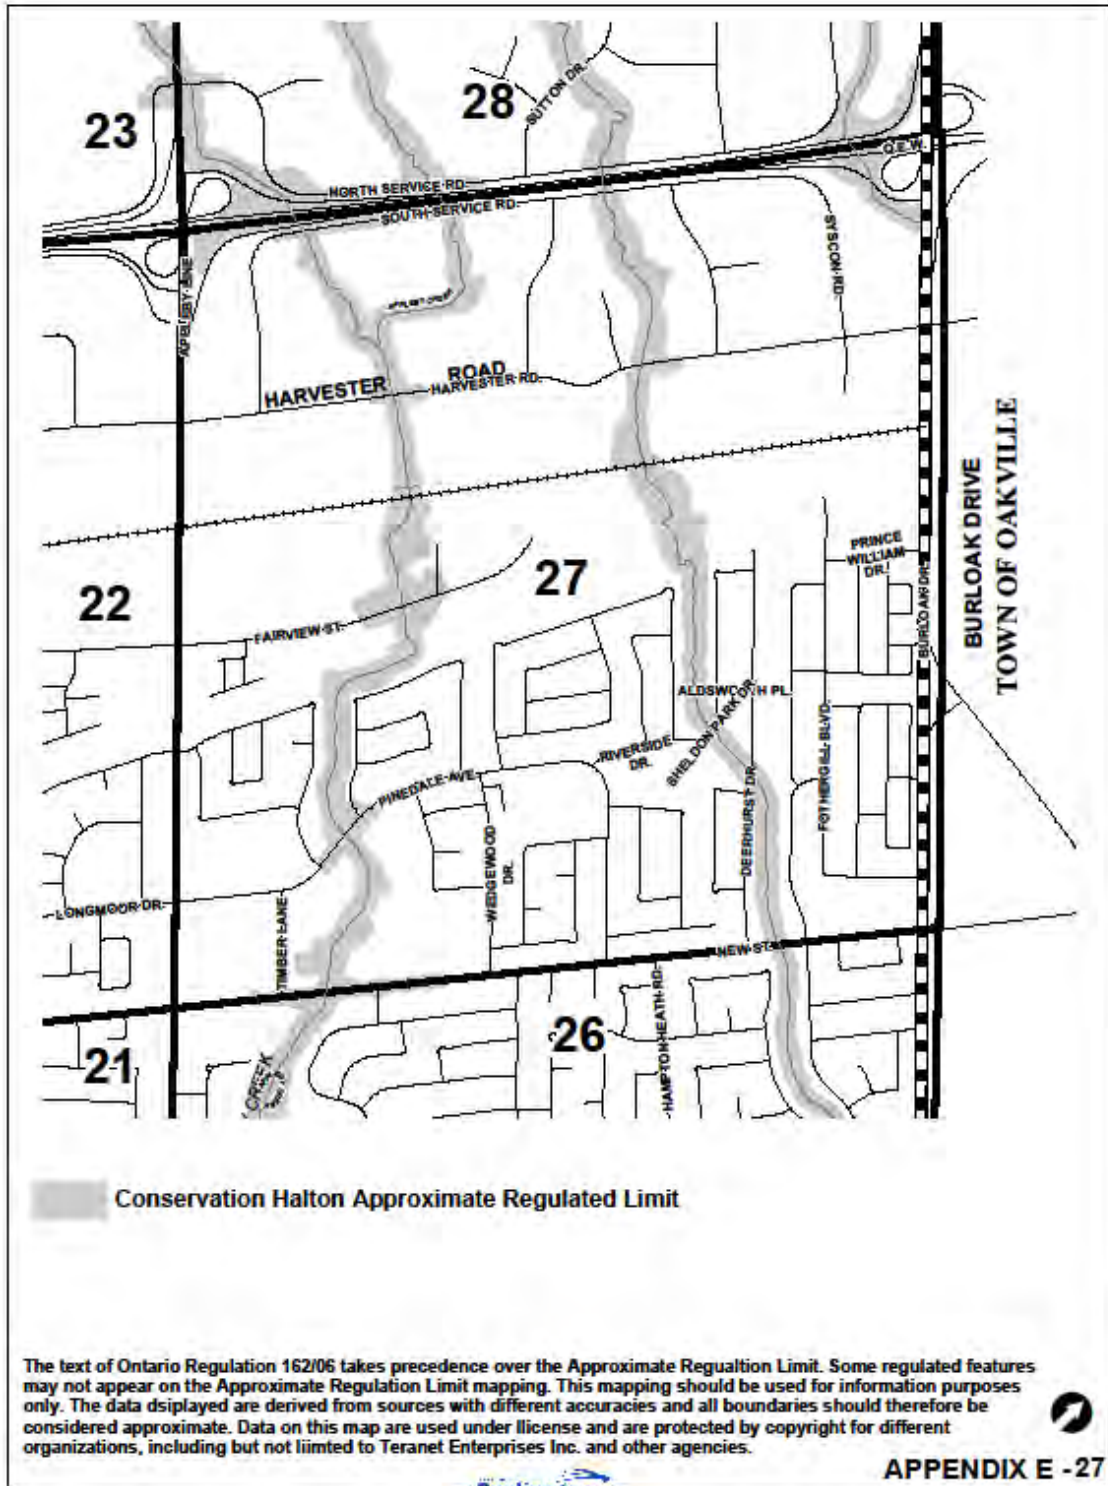 23
28
SUTTON DR.
Q.E.W.
NORTH SERVICE RD
SOUTH SERVICE RD.
SYSCON RD.
APPLEBY LINE
APPLEBY CREEK
HARVESTER ROAD
HARVESTER RD.
BURLOAK DRIVE
TOWN OF OAKVILLE
PRINCE
WILLIAM
DR.
BURLOAK DR.
22
27
FAIRVIEW ST.
ALDSWORTH PL.
SHELDON PARK DR.
RIVERSIDE
DR.
FOTHERGILL BLVD.
PINEDALE AVE.
DEERHURST DR.
WEDGEWOOD
DR.
LONGMOOR DR.
TIMBER LANE
NEW ST.
21
26
HAMPTON HEATH RD.
CREEK
Conservation Halton Approximate Regulated Limit
The text of Ontario Regulation 162/06 takes precedence over the Approximate Regualtion Limit. Some regulated features
may not appear on the Approximate Regulation Limit mapping. This mapping should be used for information purposes
only. The data dsiplayed are derived from sources with different accuracies and all boundaries should therefore be
considered approximate. Data on this map are used under llicense and are protected by copyright for different
organizations, including but not liimted to Teranet Enterprises Inc. and other agencies.
APPENDIX E - 27